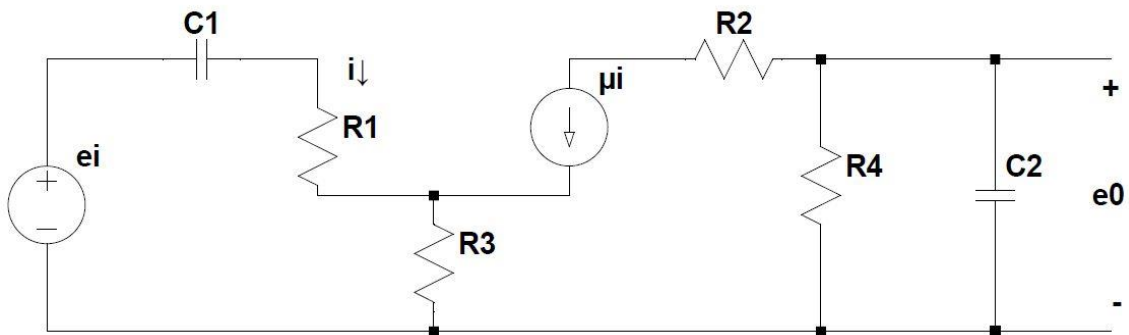 C1
R2
i↓
μi
+
R1
ei
R4
C2
e0
+
−
R3
-